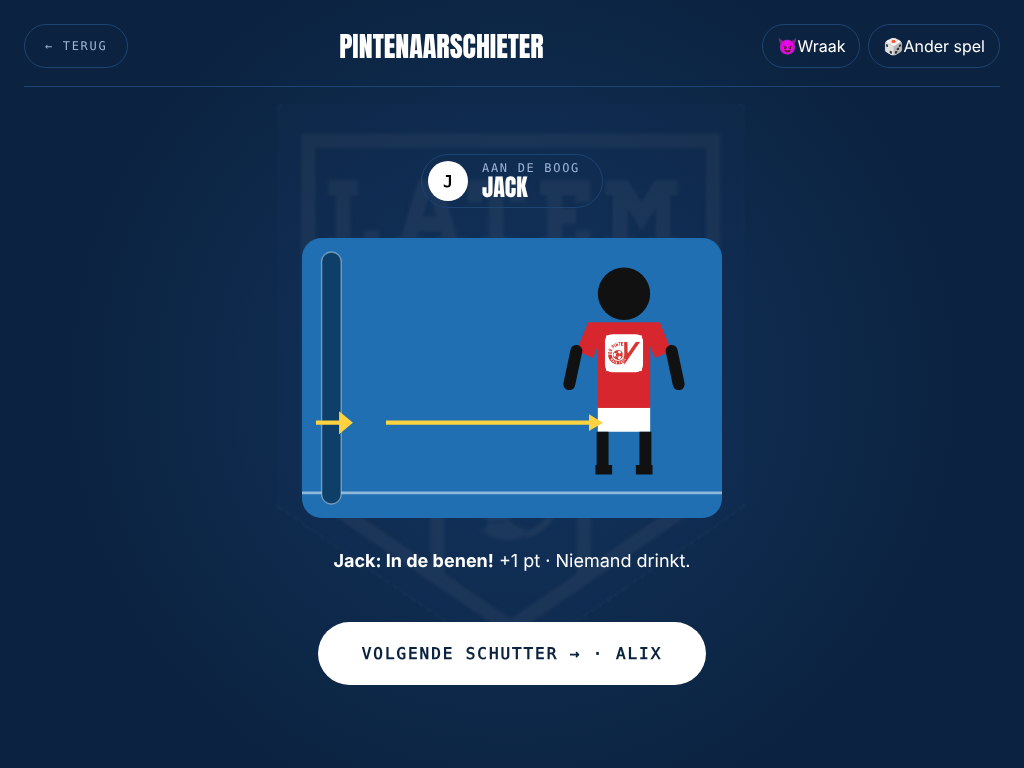 ← TERUG
PINTENAARSCHIETER
😈Wraak
🎲Ander spel
LATEM
AAN DE BOOG
J
JACK
V
Jack: In de benen! +1 pt · Niemand drinkt.
VOLGENDE SCHUTTER → · ALIX